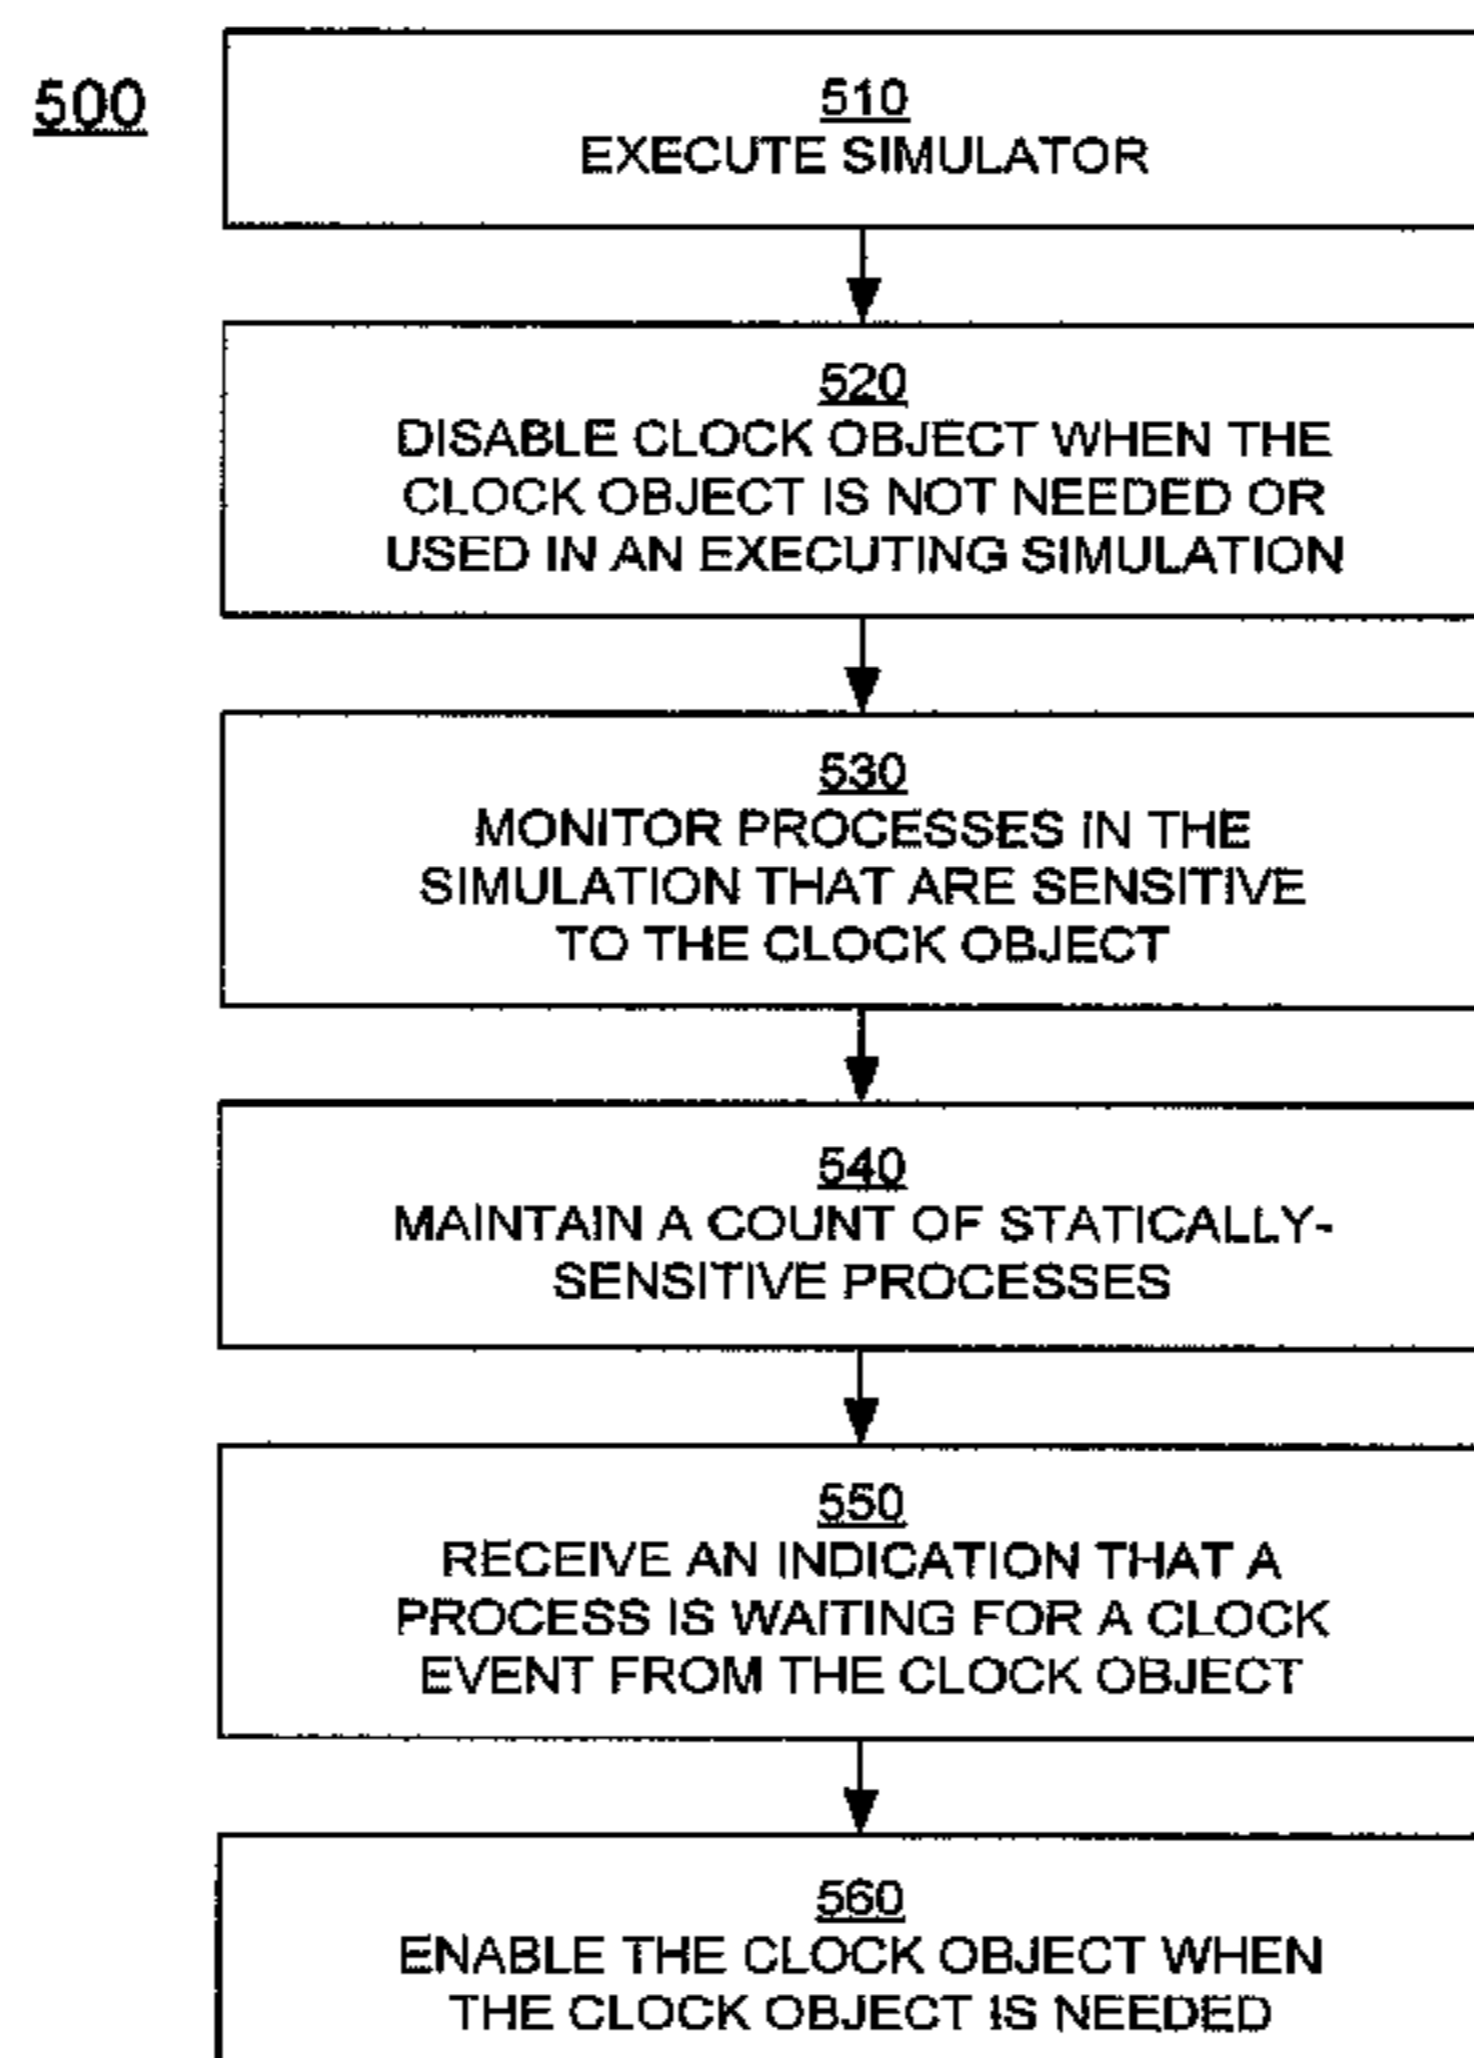 500
510
EXECUTE SIMULATOR
520
DISABLE CLOCK OBJECT WHEN THE
CLOCK OBJECT IS NOT NEEDED OR
USED IN AN EXECUTING SIMULATION
530
MONITOR PROCESSES IN THE
SIMULATION THAT ARE SENSITIVE
TO THE CLOCK OBJECT
540
MAINTAIN A COUNT OF STATICALLY-
SENSITIVE PROCESSES
550
RECEIVE AN INDICATION THAT A
PROCESS IS WAITING FOR A CLOCK
EVENT FROM THE CLOCK OBJECT
560
ENABLE THE CLOCK OBJECT WHEN
THE CLOCK OBJECT IS NEEDED